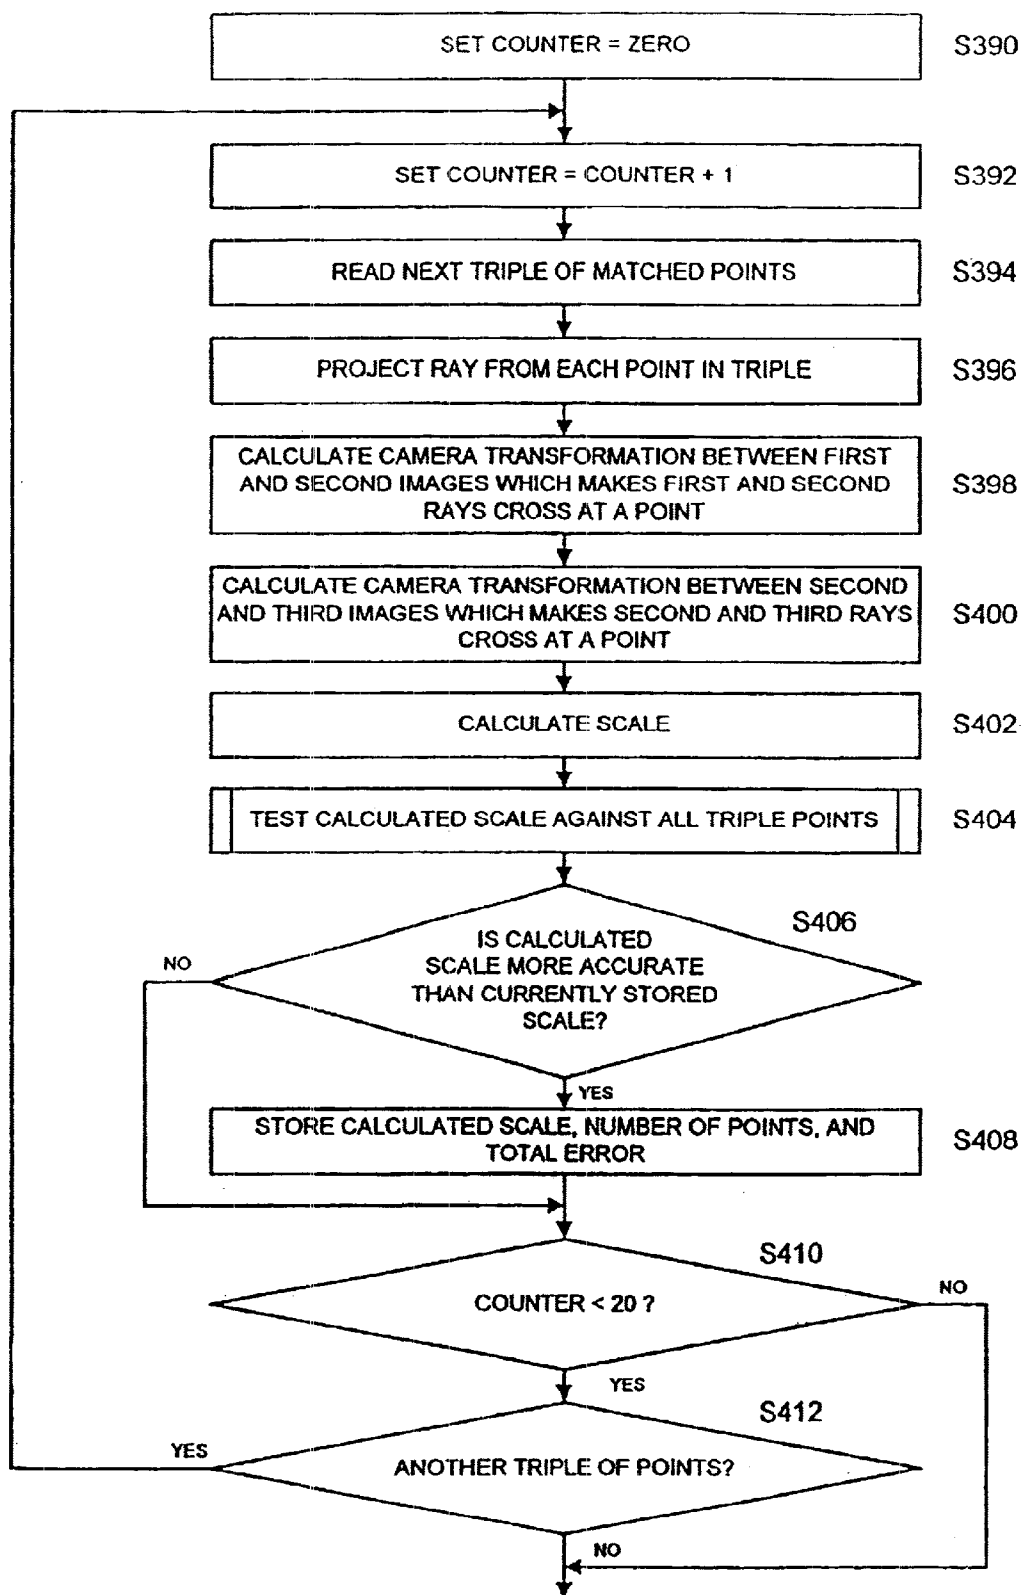 SET COUNTER = ZERO
S390
SET COUNTER = COUNTER + 1
S392
READ NEXT TRIPLE OF MATCHED POINTS
S394
PROJECT RAY FROM EACH POINT IN TRIPLE
S396
CALCULATE CAMERA TRANSFORMATION BETWEEN FIRST
AND SECOND IMAGES WHICH MAKES FIRST AND SECOND
RAYS CROSS AT A POINT
S398
CALCULATE CAMERA TRANSFORMATION BETWEEN SECOND
AND THIRD IMAGES WHICH MAKES SECOND AND THIRD RAYS
CROSS AT A POINT
S400
CALCULATE SCALE
S402
TEST CALCULATED SCALE AGAINST ALL TRIPLE POINTS
S404
S406
IS CALCULATED
SCALE MORE ACCURATE
THAN CURRENTLY STORED
SCALE?
NO
YES
STORE CALCULATED SCALE, NUMBER OF POINTS, AND
TOTAL ERROR
S408
S410
COUNTER < 20 ?
NO
YES
S412
ANOTHER TRIPLE OF POINTS?
YES
NO